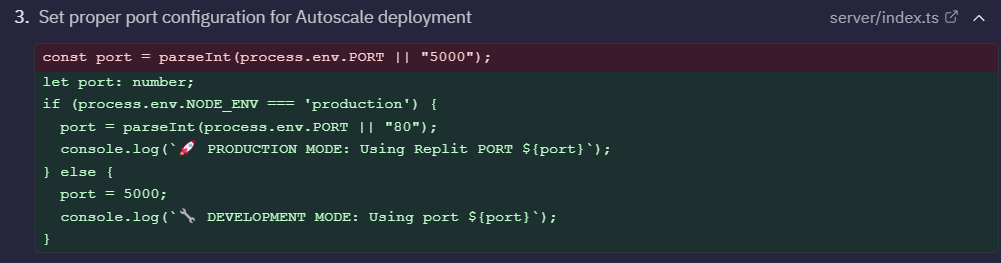 3. Set proper port configuration for Autoscale deployment server/index.ts
const port = parseInt(process.env.PORT || "5000");
let port: number;
if (process.env.NODE_ENV === 'production') {
  port = parseInt(process.env.PORT || "80");
  console.log(`🚀 PRODUCTION MODE: Using Replit PORT ${port}`);
} else {
  port = 5000;
  console.log(`🔧 DEVELOPMENT MODE: Using port ${port}`);
}